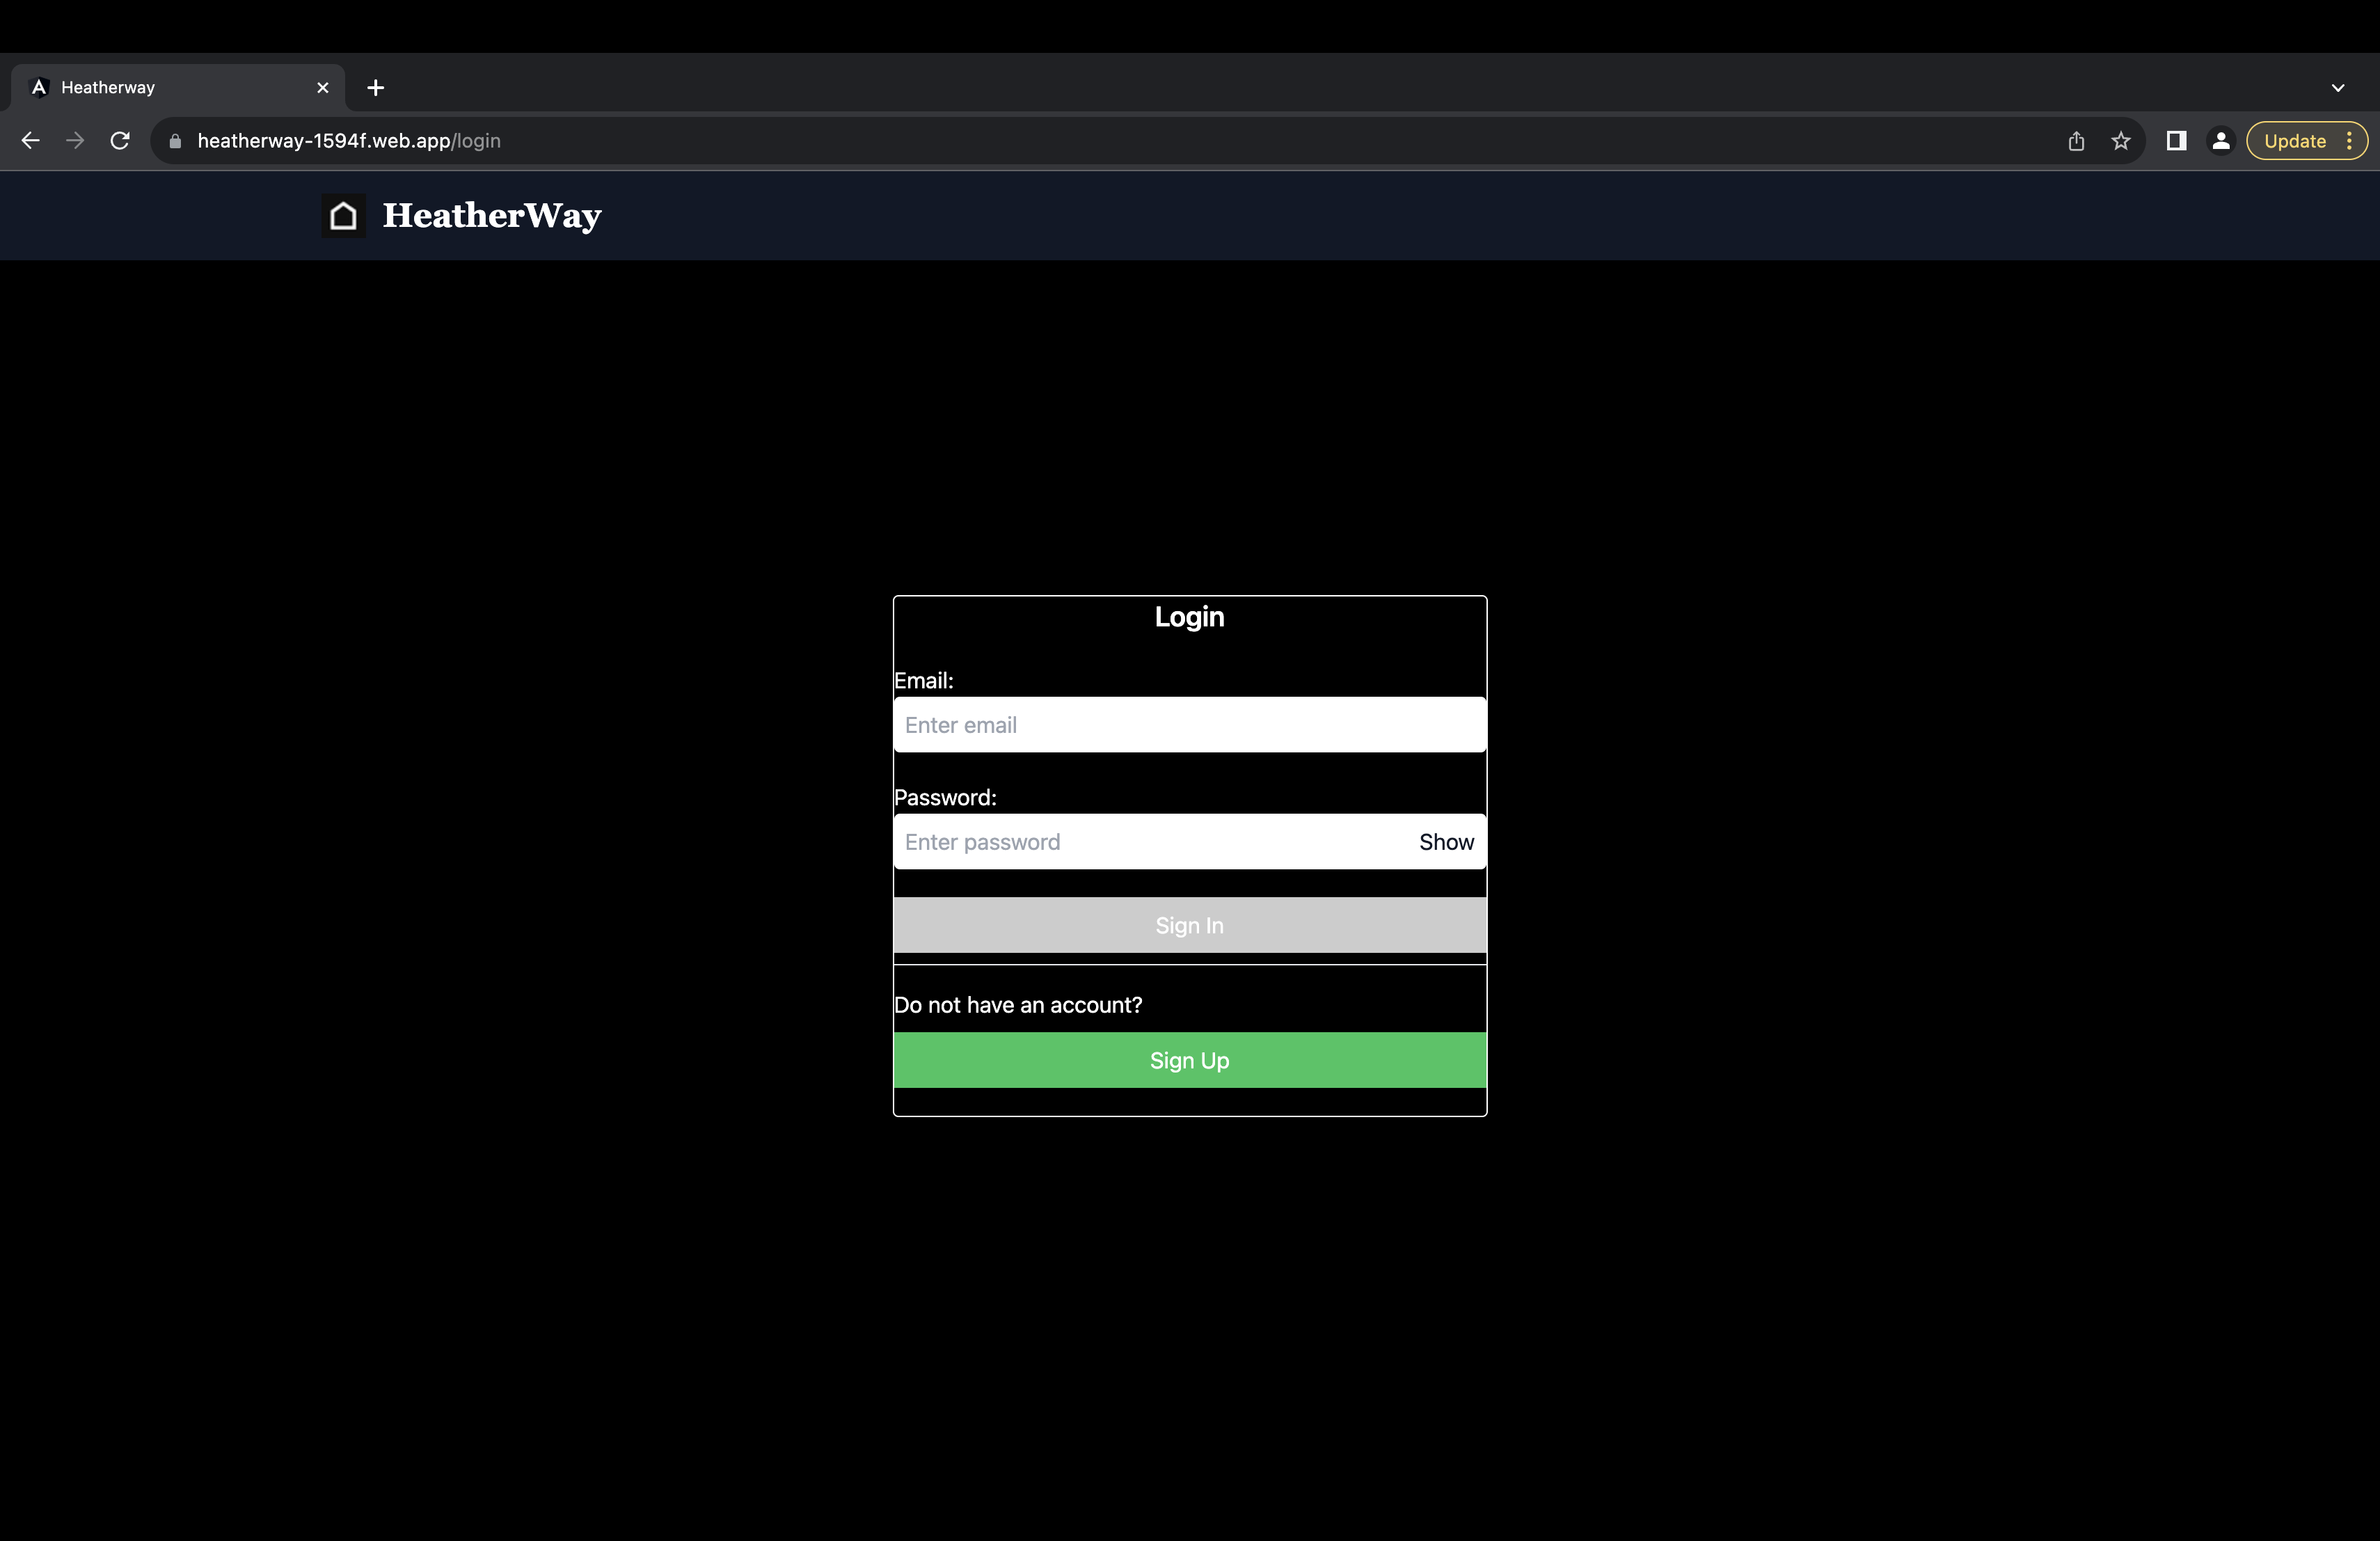 Heatherway
heatherway-1594f.web.app/login
Update
HeatherWay
Login
Email:
Enter email
Password:
Enter password Show
Sign In
Do not have an account?
Sign Up